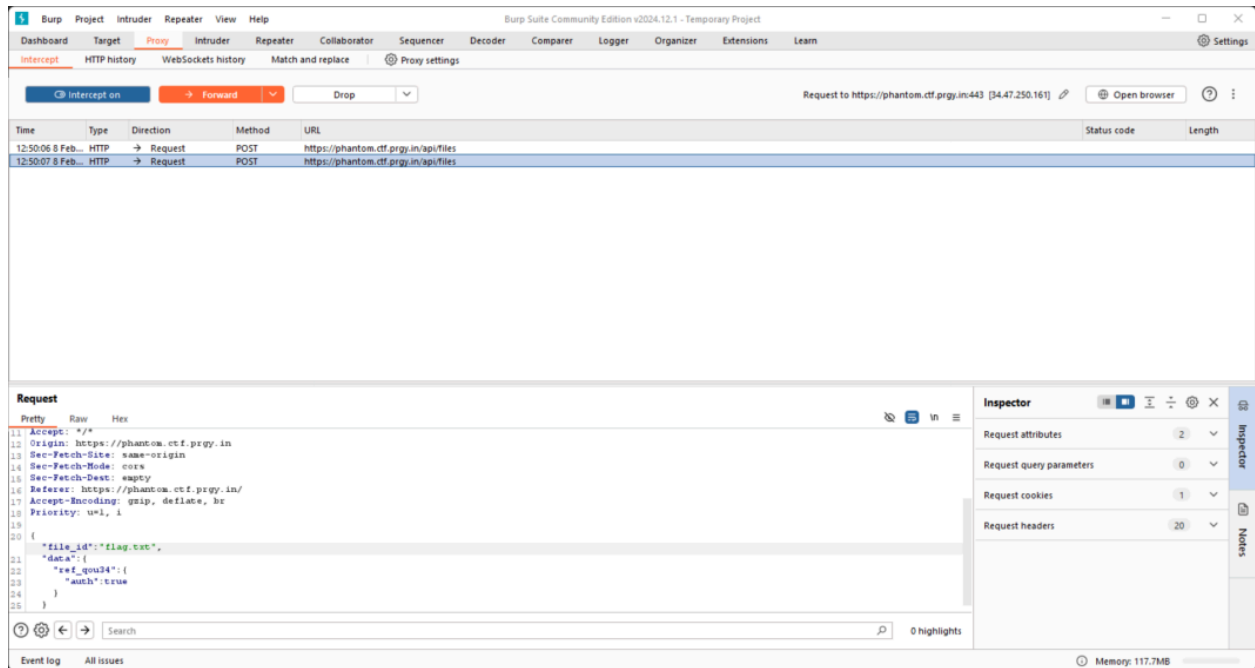 Burp Project Intruder Repeater View Help Burp Suite Community Edition v2024.12.1 - Temporary Project
Dashboard Target Proxy Intruder Repeater Collaborator Sequencer Decoder Comparer Logger Organizer Extensions Learn Settings
Intercept HTTP history WebSockets history Match and replace Proxy settings
Intercept on Forward Drop Request to https://phantom.ctf.prgy.in:443 [34.47.250.161] Open browser
Time Type Direction Method URL Status code Length
12:50:06 8 Feb... HTTP → Request POST https://phantom.ctf.prgy.in/api/files
12:50:07 8 Feb... HTTP → Request POST https://phantom.ctf.prgy.in/api/files
Request
Pretty Raw Hex \n
11 Accept: */*
12 Origin: https://phantom.ctf.prgy.in
13 Sec-Fetch-Site: same-origin
14 Sec-Fetch-Mode: cors
15 Sec-Fetch-Dest: empty
16 Referer: https://phantom.ctf.prgy.in/
17 Accept-Encoding: gzip, deflate, br
18 Priority: u=1, i
19
20 {
"file_id":"flag.txt",
21 "data":{
22 "ref_qou34":{
23 "auth":true
24 }
25 }
Search 0 highlights
Inspector
Request attributes 2
Request query parameters 0
Request cookies 1
Request headers 20
Inspector
Notes
Event log All issues Memory: 117.7MB